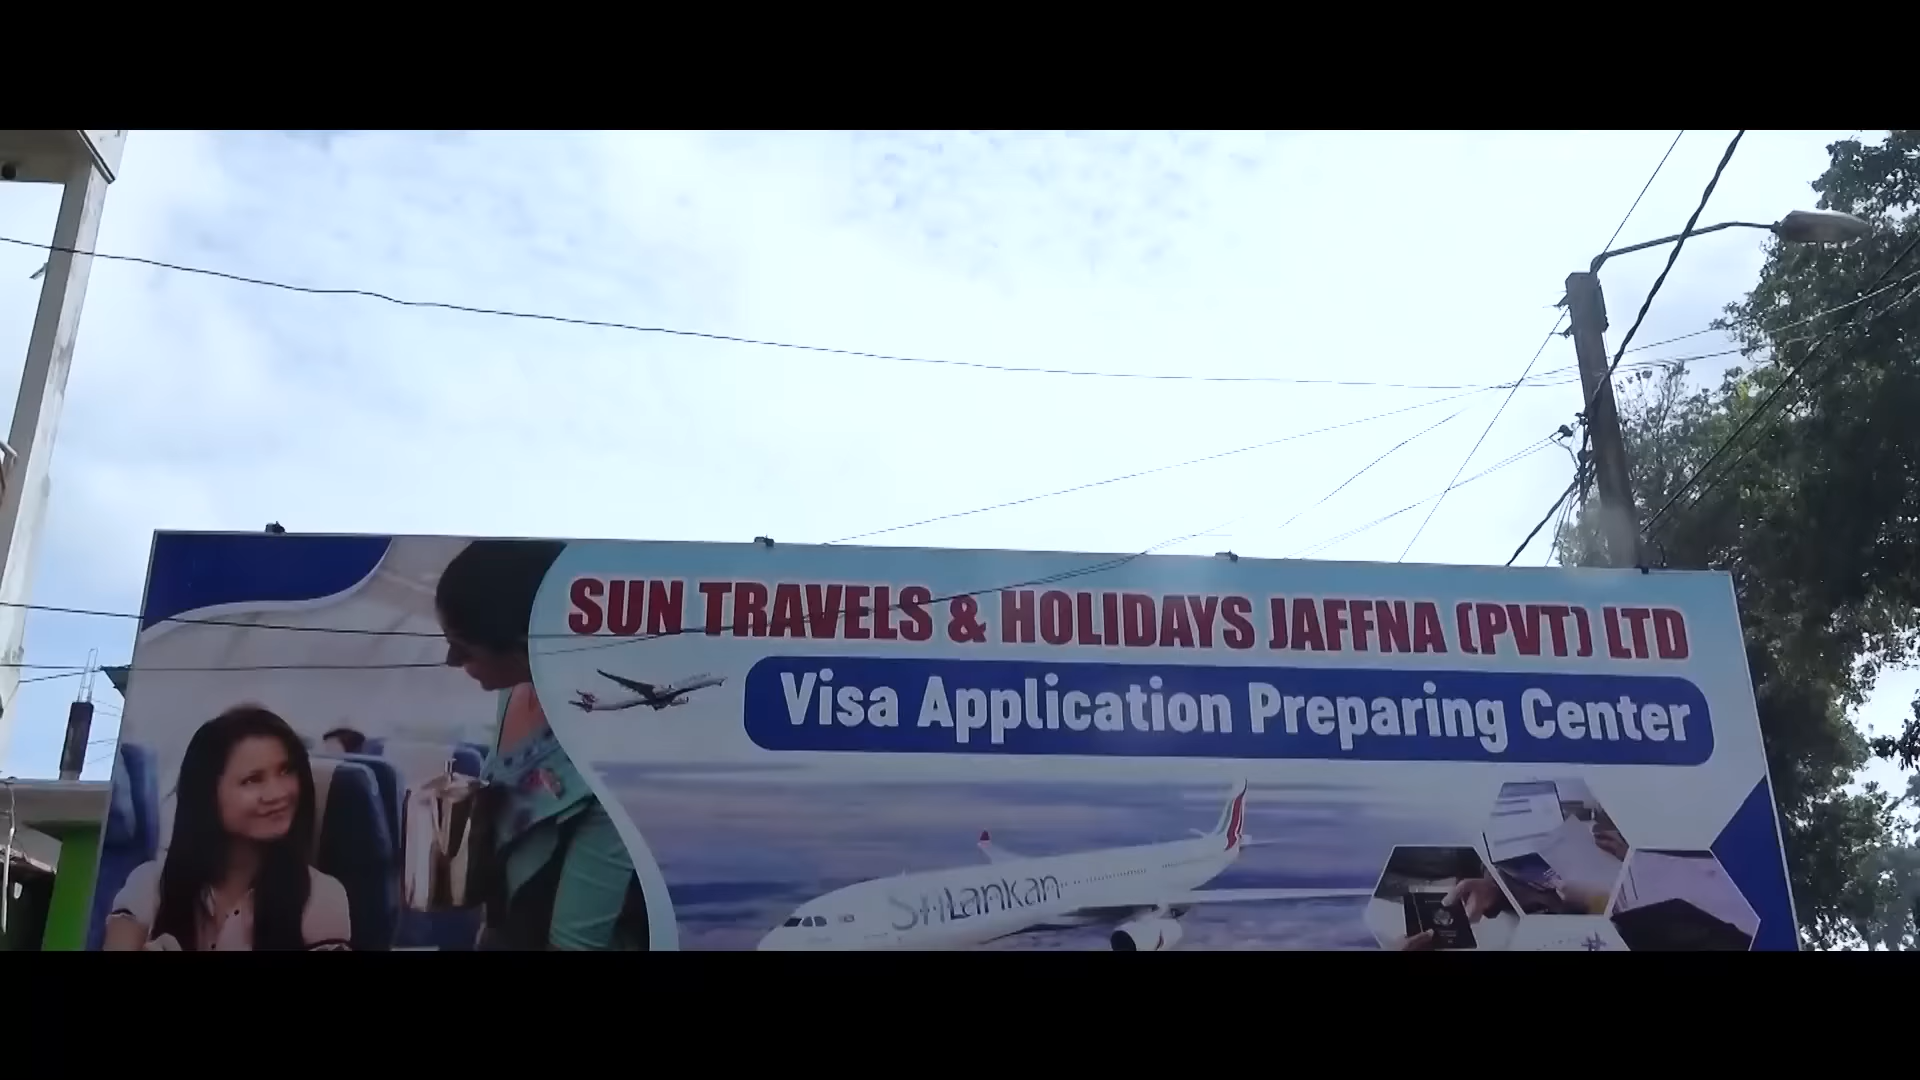 SUN TRAVELS & HOLIDAYS JAFFNA (PVT) LTD
Visa Application Preparing Center
SriLankan